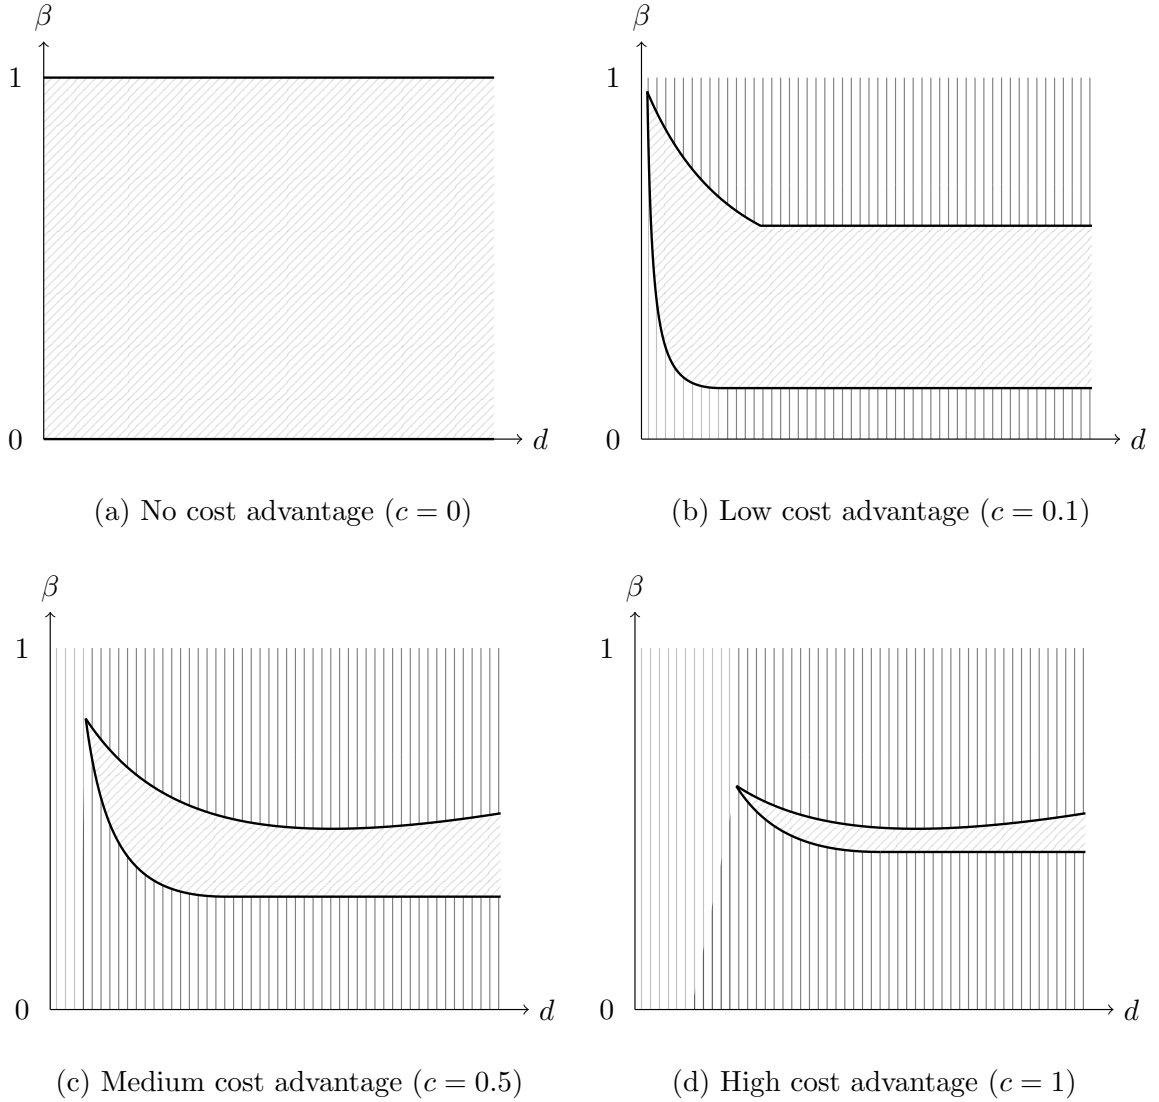 β
1
0
d
(a) No cost advantage (c = 0)
β
1
0
d
(b) Low cost advantage (c = 0.1)
β
1
0
d
(c) Medium cost advantage (c = 0.5)
β
1
0
d
(d) High cost advantage (c = 1)